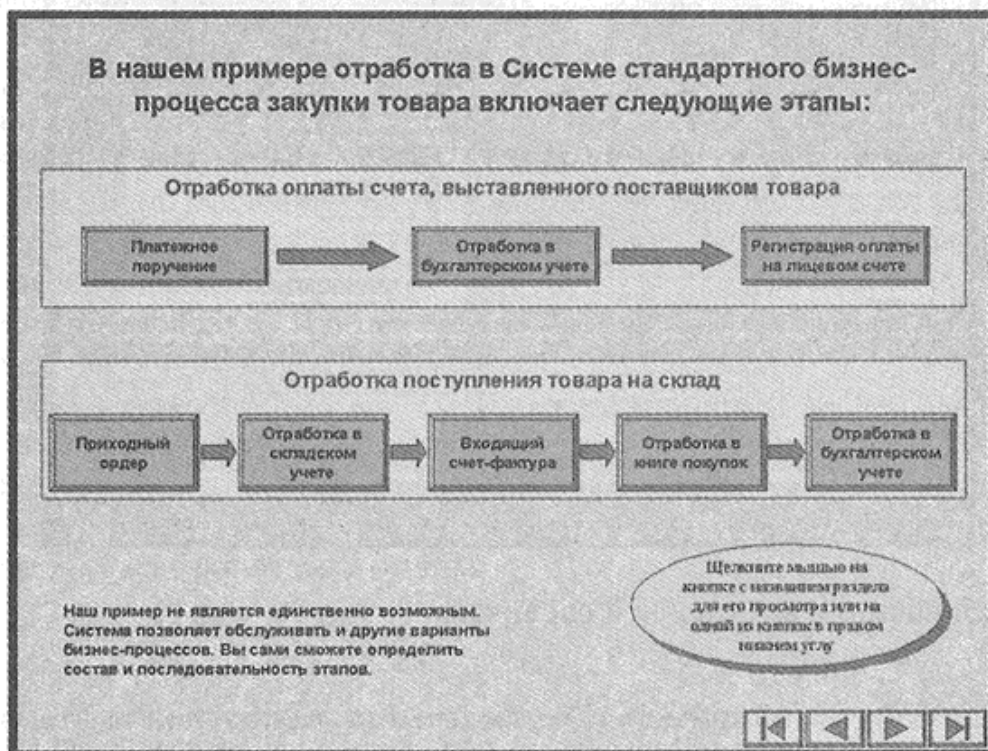 В нашем примере отработка в Системе стандартного бизнес-
процесса закупки товара включает следующие этапы:
Отработка оплаты счета, выставленного поставщиком товара
Платежное
поручение
Отработка в
бухгалтерском учете
Регистрация оплаты
на лицевом счете
Отработка поступления товара на склад
Приходный
ордер
Отработка в
складском
учете
Входящий
счет-фактура
Отработка в
книге покупок
Отработка в
бухгалтерском
учете
Наш пример не является единственно возможным.
Система позволяет обслуживать и другие варианты
бизнес-процессов. Вы сами сможете определить
состав и последовательность этапов.
Щелкните мышью на
кнопке с названием раздела
для его просмотра или на
одной из кнопок в правом
нижнем углу